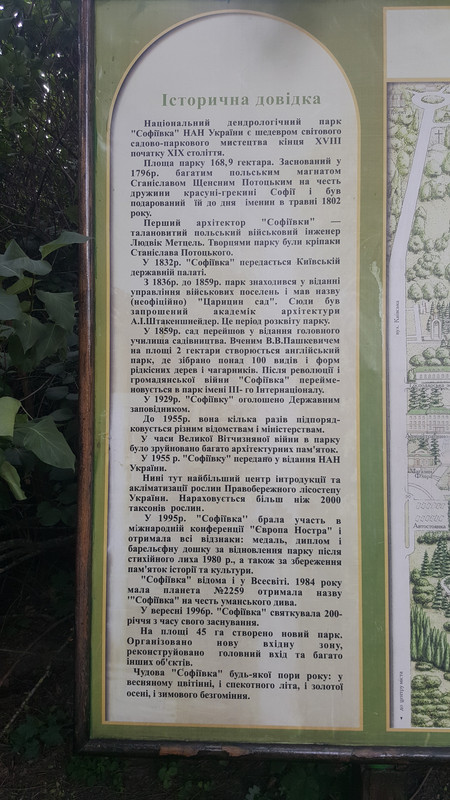 Історична довідка
Національний дендрологічний парк
"Софіївка" НАН України є шедевром світового
садово-паркового мистецтва кінця XVIII
початку XIX століття.
Площа парку 168,9 гектара. Заснований у
1796р. багатим польським магнатом
Станіславом Щенсним Потоцьким на честь
дружини красуні-грекині Софії і був
подарований їй до дня іменин в травні 1802
року.
Перший архітектор "Софіївки" —
талановитий польський військовий інженер
Людвік Метцель. Творцями парку були кріпаки
Станіслава Потоцького.
У 1832р. "Софіївка" передається Київській
державній палаті.
З 1836р. до 1859р. парк знаходився у віданні
управління військових поселень і мав назву
(неофіційно) "Царицин сад". Сюди був
запрошений академік архітектури
А.І.Штакеншнейдер. Це період розквіту парку.
У 1859р. сад перейшов у відання головного
училища садівництва. Вченим В.В.Пашкевичем
на площі 2 гектари створюється англійський
парк, де зібрано понад 100 видів і форм
рідкісних дерев і чагарників. Після революції і
громадянської війни "Софіївка" перейме-
новується в парк імені III- го Інтернаціоналу.
У 1929р. "Софіївку" оголошено Державним
заповідником.
До 1955р. вона кілька разів підпоряд-
ковується різним відомствам і міністерствам.
У часи Великої Вітчизняної війни в парку
було зруйновано багато архітектурних пам'яток.
У 1955 р. "Софіївку" передано у відання НАН
України.
Нині тут найбільший центр інтродукції та
акліматизації рослин Правобережного лісостепу
України. Нараховується більш ніж 2000
таксонів рослин.
У 1995р. "Софіївка" брала участь в
міжнародній конференції "Європа Ностра" і
отримала всі відзнаки: медаль, диплом і
барельєфну дошку за відновлення парку після
стихійного лиха 1980 р., а також за збереження
пам'яток історії та культури.
"Софіївка" відома і у Всесвіті. 1984 року
мала планета №2259 отримала назву
"Софіївка" на честь уманського дива.
У вересні 1996р. "Софіївка" святкувала 200-
річчя з часу свого заснування.
На площі 45 га створено новий парк.
Організовано нову вхідну зону,
реконструйовано головний вхід та багато
інших об'єктів.
Чудова "Софіївка" будь-якої пори року: у
весняному цвітінні, і спекотного літа, і золотої
осені, і зимового безгоміння.
вул. Київська
Автостоянка
до центру міста